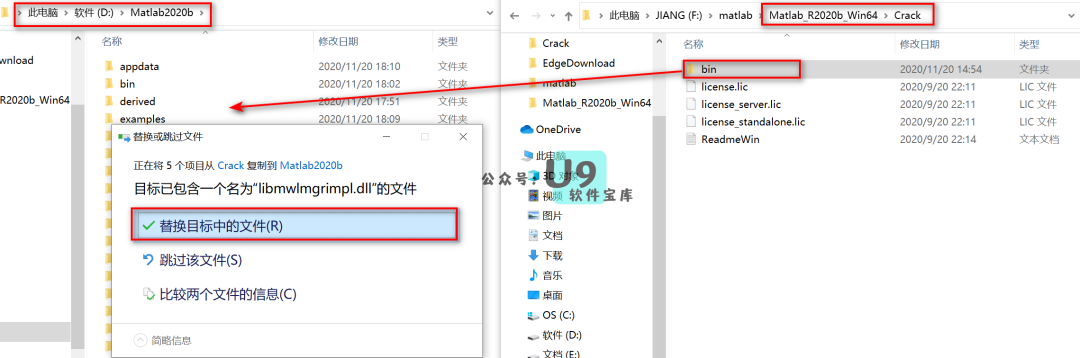 此电脑 > 软件 (D:) > Matlab2020b >
名称 修改日期 类型
wnload
R2020b_Win64
appdata 2020/11/20 18:10 文件夹
bin 2020/11/20 18:02 文件夹
derived 2020/11/20 17:51 文件夹
examples 2020/11/20 18:09 文件夹
替换或跳过文件
正在将 5 个项目从 Crack 复制到 Matlab2020b
目标已包含一个名为“libmwlmgrimpl.dll”的文件
替换目标中的文件(R)
跳过该文件(S)
比较两个文件的信息(C)
简略信息
此电脑 > JIANG (F:) > matlab > Matlab_R2020b_Win64 > Crack
Crack
EdgeDownload
matlab
Matlab_R2020b_Win64
OneDrive
此电脑
3D 对象
视频
图片
文档
下载
音乐
桌面
OS (C:)
软件 (D:)
文档 (E:)
名称 修改日期 类型
bin 2020/11/20 14:54 文件夹
license.lic 2020/9/20 22:11 LIC 文件
license_server.lic 2020/9/20 22:11 LIC 文件
license_standalone.lic 2020/9/20 22:11 LIC 文件
ReadmeWin 2020/9/20 22:14 文本文档
公众号:U9
软件宝库